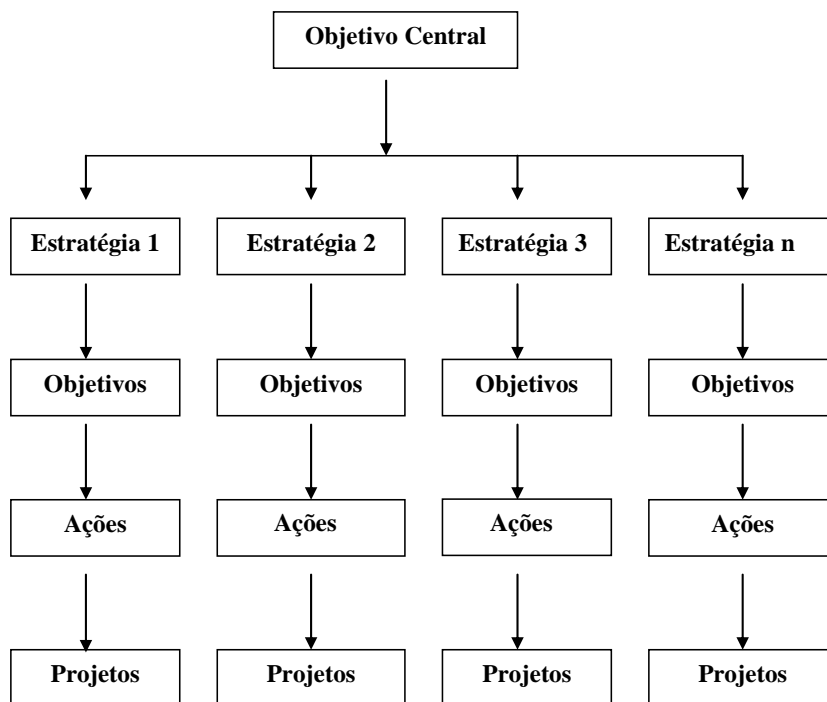 Objetivo Central
Estratégia 1
Estratégia 2
Estratégia 3
Estratégia n
Objetivos
Objetivos
Objetivos
Objetivos
Ações
Ações
Ações
Ações
Projetos
Projetos
Projetos
Projetos